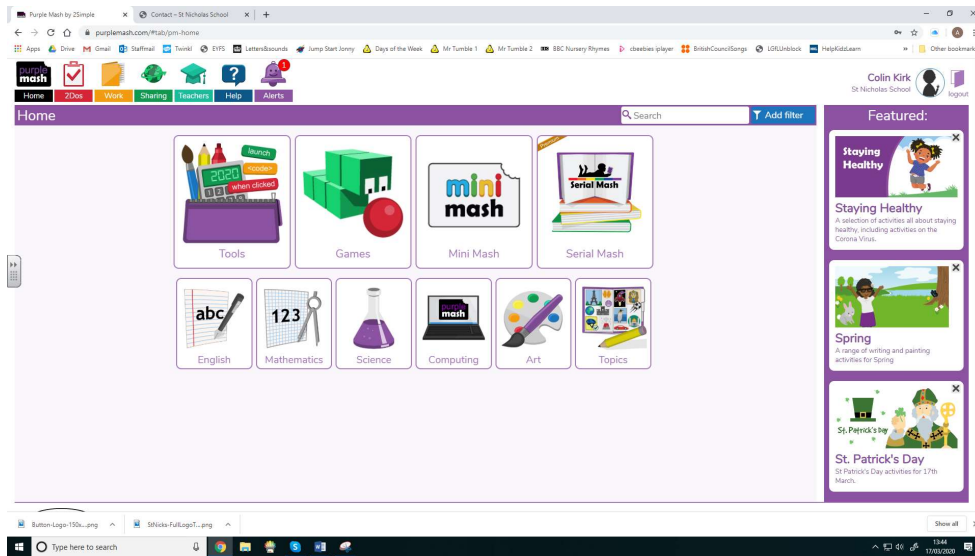 Purple Mash by 2Simple
Contact – St Nicholas School
purplemash.com/#tab/pm-home
Apps Drive Gmail Staffmail Twinkl EYFS Letters&sounds Jump Start Jonny Days of the Week Mr Tumble 1 Mr Tumble 2 BBC Nursery Rhymes cbeebies iplayer BritishCouncilSongs LGfLUnblock HelpKidzLearn » Other bookmark
purple
mash
1
Home 2Dos Work Sharing Teachers Help Alerts
Colin Kirk
St Nicholas School
logout
Home
Search
Add filter
Featured:
launch
<code>
when clicked
2020
Tools
Games
mini
mash
Mini Mash
Serial Mash
Serial Mash
abc
English
123
Mathematics
Science
purple
mash
Computing
Art
Topics
Staying
Healthy
Staying Healthy
A selection of activities all about staying
healthy, including activities on the
Corona Virus.
Spring
A range of writing and painting
activities for Spring
St. Patrick's Day
St. Patrick's Day
St Patrick's Day activities for 17th
March.
Button-Logo-150x....png
StNicks-FullLogoT....png
Show all
Type here to search
13:44
17/03/2020